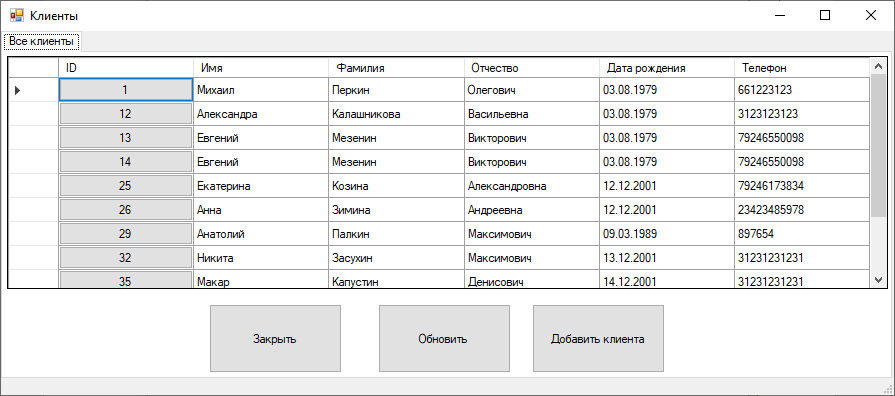 Клиенты
Все клиенты
ID Имя Фамилия Отчество Дата рождения Телефон
1 Михаил Перкин Олегович 03.08.1979 661223123
12 Александра Калашникова Васильевна 03.08.1979 3123123123
13 Евгений Мезенин Викторович 03.08.1979 79246550098
14 Евгений Мезенин Викторович 03.08.1979 79246550098
25 Екатерина Козина Александровна 12.12.2001 79246173834
26 Анна Зимина Андреевна 12.12.2001 23423485978
29 Анатолий Палкин Максимович 09.03.1989 897654
32 Никита Засухин Максимович 13.12.2001 31231231231
35 Макар Капустин Денисович 14.12.2001 31231231231
Закрыть Обновить Добавить клиента